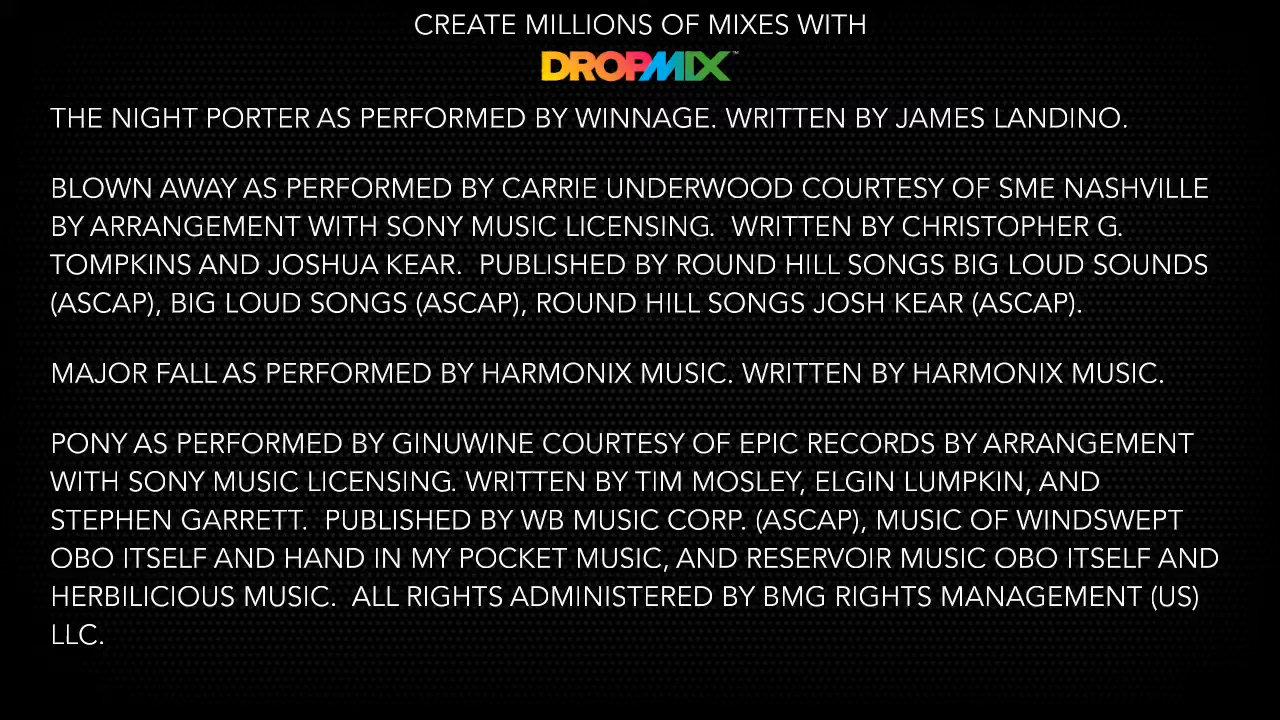 CREATE MILLIONS OF MIXES WITH
DROPMIX™
THE NIGHT PORTER AS PERFORMED BY WINNAGE. WRITTEN BY JAMES LANDINO.
BLOWN AWAY AS PERFORMED BY CARRIE UNDERWOOD COURTESY OF SME NASHVILLE
BY ARRANGEMENT WITH SONY MUSIC LICENSING.  WRITTEN BY CHRISTOPHER G.
TOMPKINS AND JOSHUA KEAR.  PUBLISHED BY ROUND HILL SONGS BIG LOUD SOUNDS
(ASCAP), BIG LOUD SONGS (ASCAP), ROUND HILL SONGS JOSH KEAR (ASCAP).
MAJOR FALL AS PERFORMED BY HARMONIX MUSIC. WRITTEN BY HARMONIX MUSIC.
PONY AS PERFORMED BY GINUWINE COURTESY OF EPIC RECORDS BY ARRANGEMENT
WITH SONY MUSIC LICENSING. WRITTEN BY TIM MOSLEY, ELGIN LUMPKIN, AND
STEPHEN GARRETT.  PUBLISHED BY WB MUSIC CORP. (ASCAP), MUSIC OF WINDSWEPT
OBO ITSELF AND HAND IN MY POCKET MUSIC, AND RESERVOIR MUSIC OBO ITSELF AND
HERBILICIOUS MUSIC.  ALL RIGHTS ADMINISTERED BY BMG RIGHTS MANAGEMENT (US)
LLC.